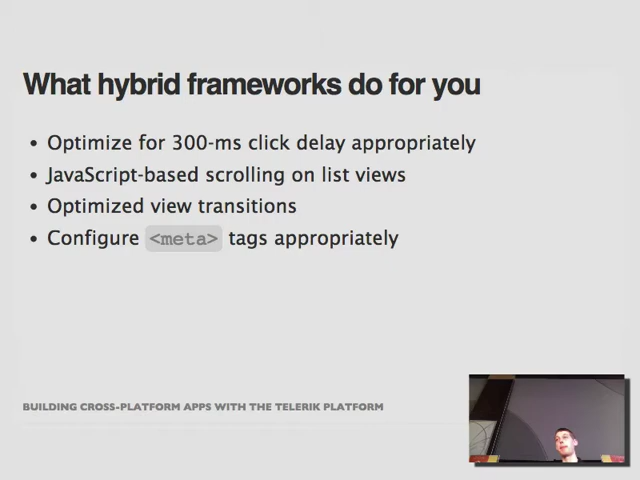 What hybrid frameworks do for you
• Optimize for 300-ms click delay appropriately
• JavaScript-based scrolling on list views
• Optimized view transitions
• Configure <meta> tags appropriately
BUILDING CROSS-PLATFORM APPS WITH THE TELERIK PLATFORM